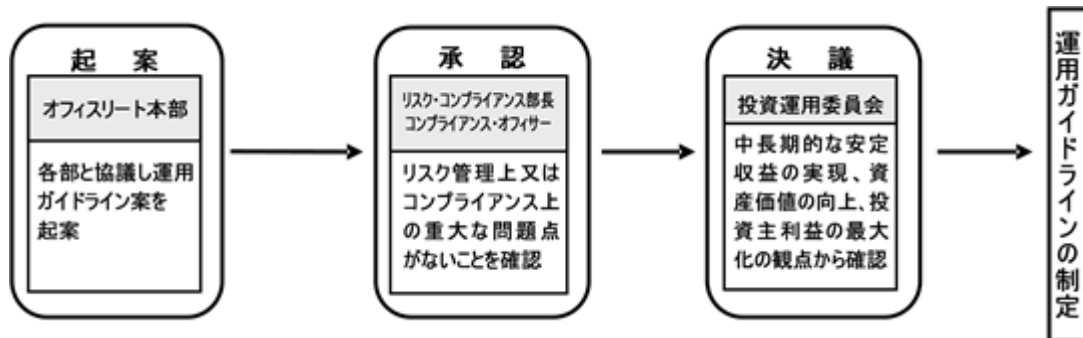 起案
オフィスリート本部
各部と協議し運用
ガイドライン案を
起案
承認
リスク・コンプライアンス部長
コンプライアンス・オフィサー
リスク管理上又は
コンプライアンス上
の重大な問題点
がないことを確認
決議
投資運用委員会
中長期的な安定
収益の実現、資
産価値の向上、投
資主利益の最大
化の観点から確認
運用ガイドラインの制定